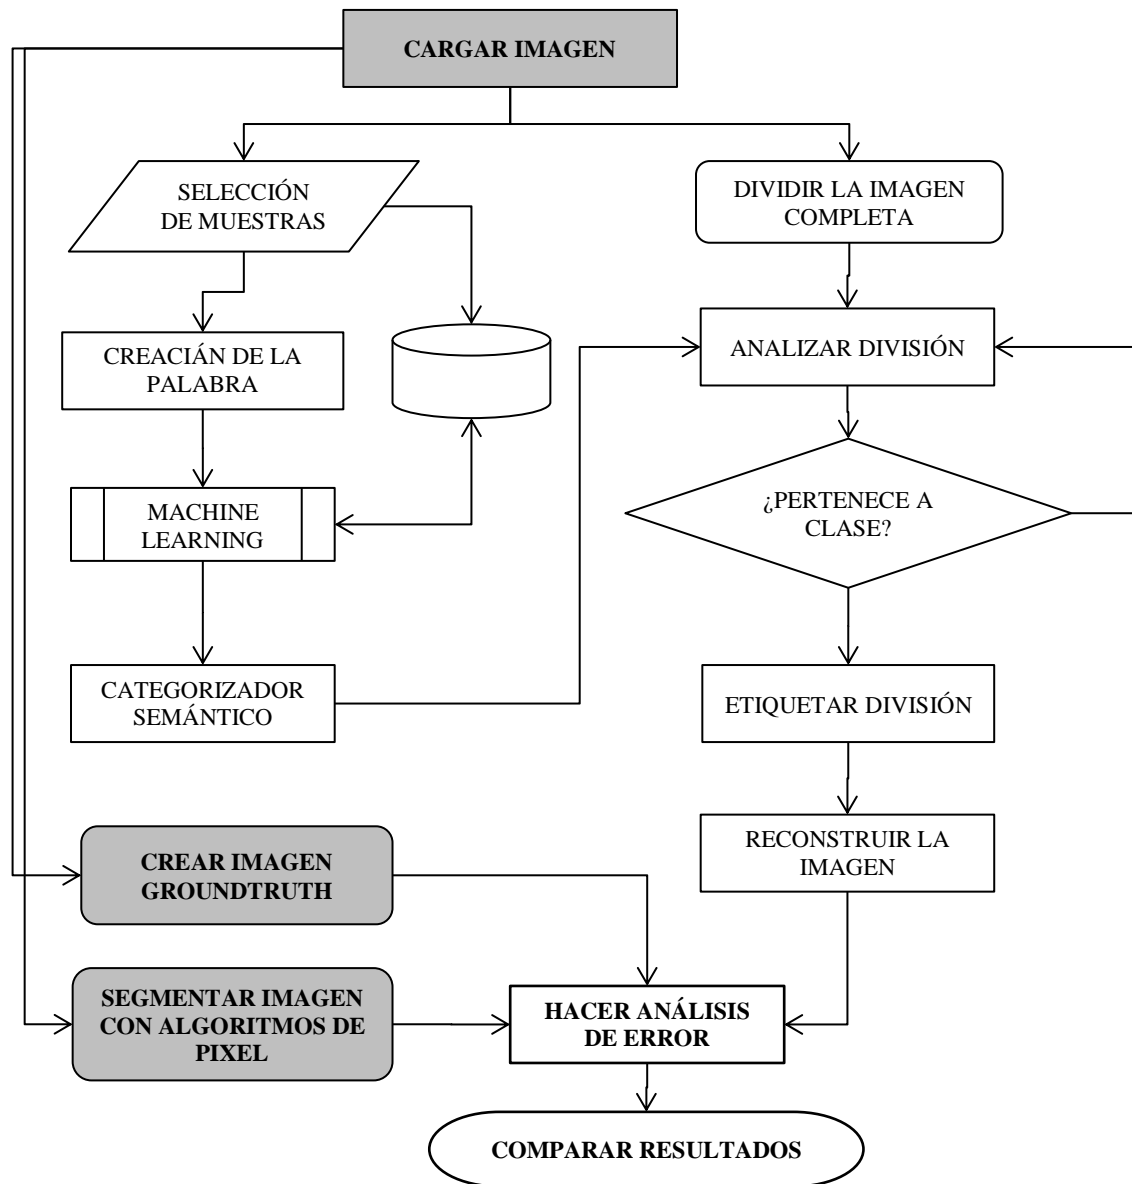 CARGAR IMAGEN
SELECCIÓN
DE MUESTRAS
DIVIDIR LA IMAGEN
COMPLETA
CREACIÁN DE LA
PALABRA
ANALIZAR DIVISIÓN
MACHINE
LEARNING
¿PERTENECE A
CLASE?
CATEGORIZADOR
SEMÁNTICO
ETIQUETAR DIVISIÓN
RECONSTRUIR LA
IMAGEN
CREAR IMAGEN
GROUNDTRUTH
SEGMENTAR IMAGEN
CON ALGORITMOS DE
PIXEL
HACER ANÁLISIS
DE ERROR
COMPARAR RESULTADOS